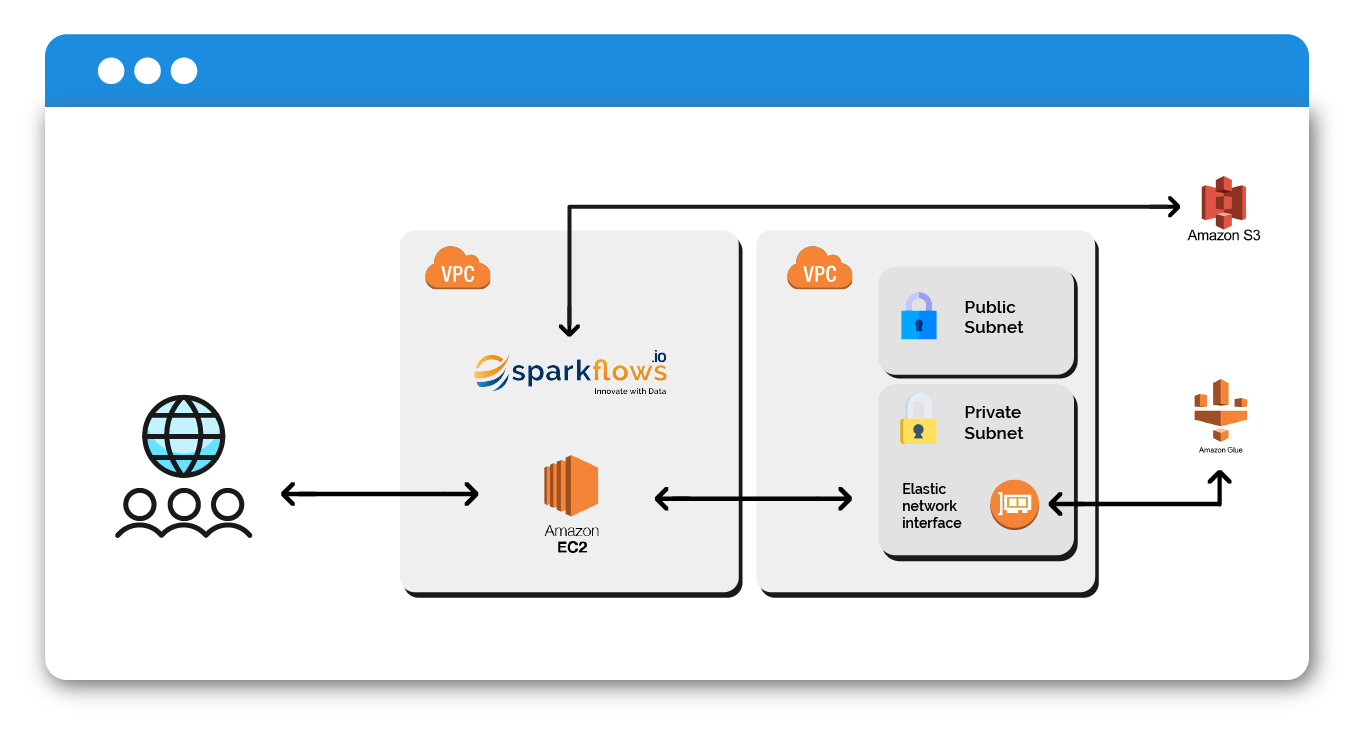 Amazon S3
VPC
VPC
Public
Subnet
sparkflows
.io
Innovate with Data
Private
Subnet
Amazon Glue
Elastic
network
interface
Amazon
EC2